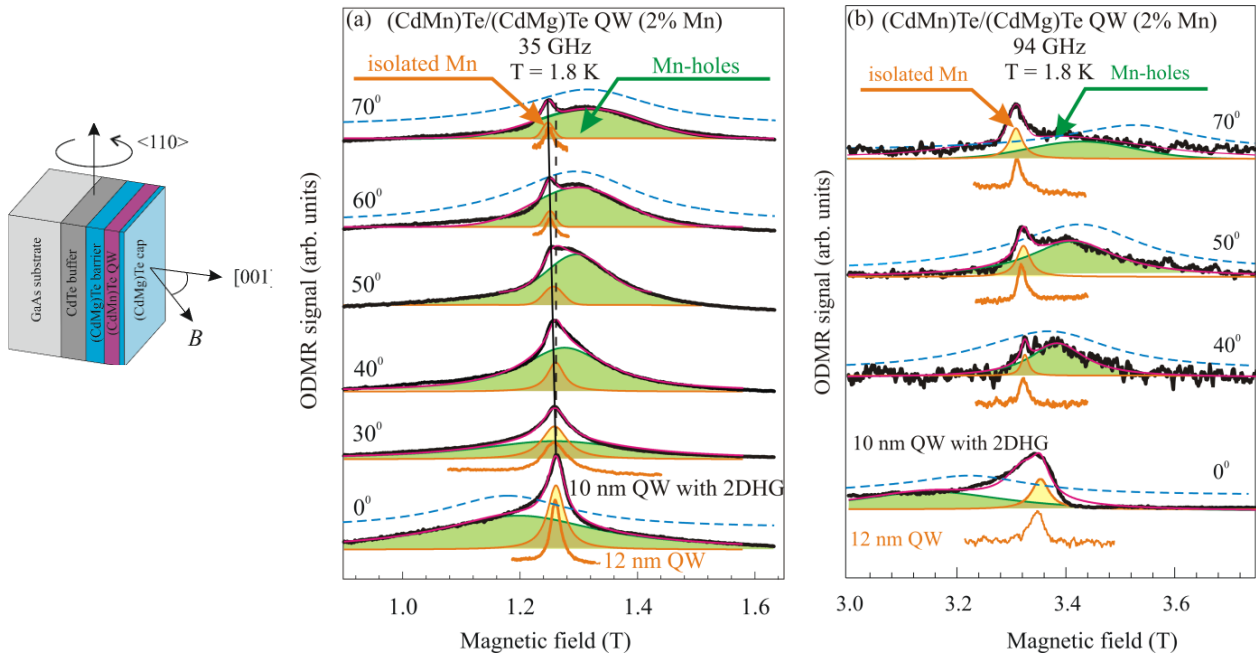 <110>
GaAs substrate
CdTe buffer
(CdMg)Te barrier
(CdMn)Te QW
(CdMg)Te cap
[001]
B
(a)
(CdMn)Te/(CdMg)Te QW (2% Mn)
35 GHz
T = 1.8 K
isolated Mn
Mn-holes
70⁰
60⁰
50⁰
40⁰
30⁰
10 nm QW with 2DHG
0⁰
12 nm QW
ODMR signal (arb. units)
1.0 1.2 1.4 1.6
Magnetic field (T)
(b)
(CdMn)Te/(CdMg)Te QW (2% Mn)
94 GHz
T = 1.8 K
isolated Mn
Mn-holes
70⁰
50⁰
40⁰
10 nm QW with 2DHG
0⁰
12 nm QW
ODMR signal (arb. units)
3.0 3.2 3.4 3.6
Magnetic field (T)